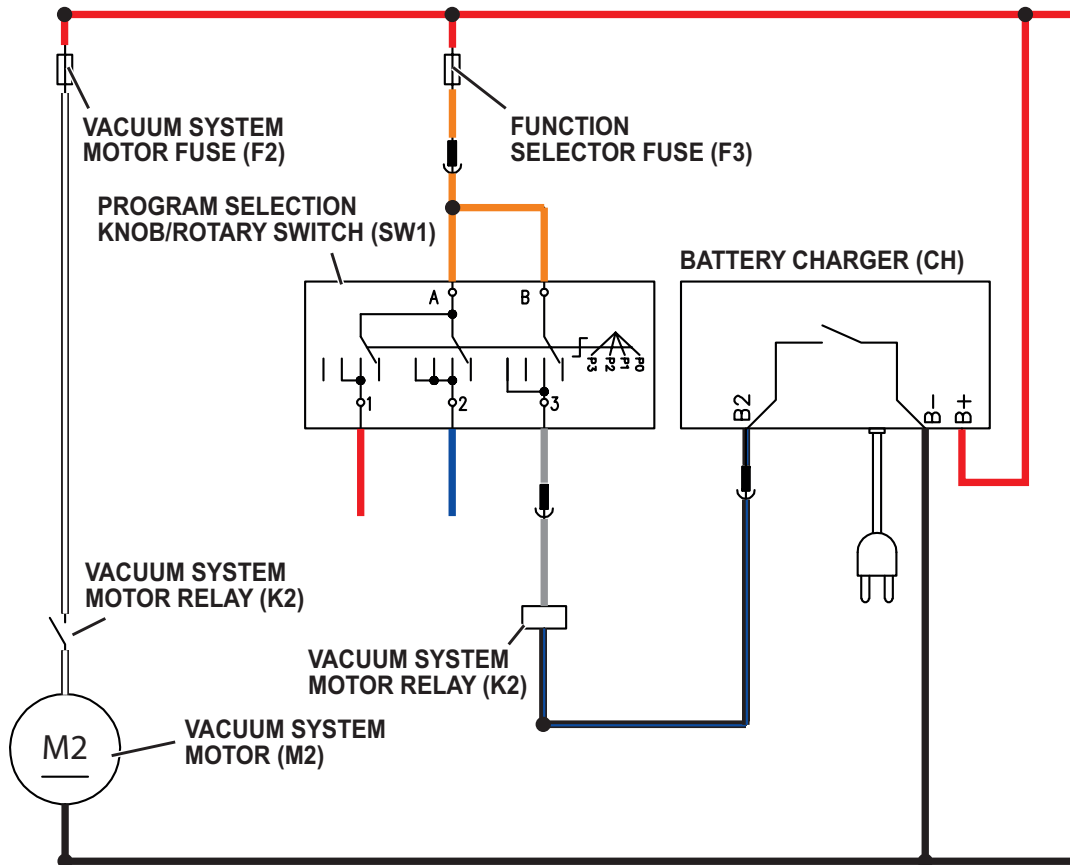 VACUUM SYSTEM
MOTOR FUSE (F2)
FUNCTION
SELECTOR FUSE (F3)
PROGRAM SELECTION
KNOB/ROTARY SWITCH (SW1)
BATTERY CHARGER (CH)
A
B
P3
P2
P1
P0
1
2
3
B2
B-
B+
VACUUM SYSTEM
MOTOR RELAY (K2)
VACUUM SYSTEM
MOTOR RELAY (K2)
M2
VACUUM SYSTEM
MOTOR (M2)